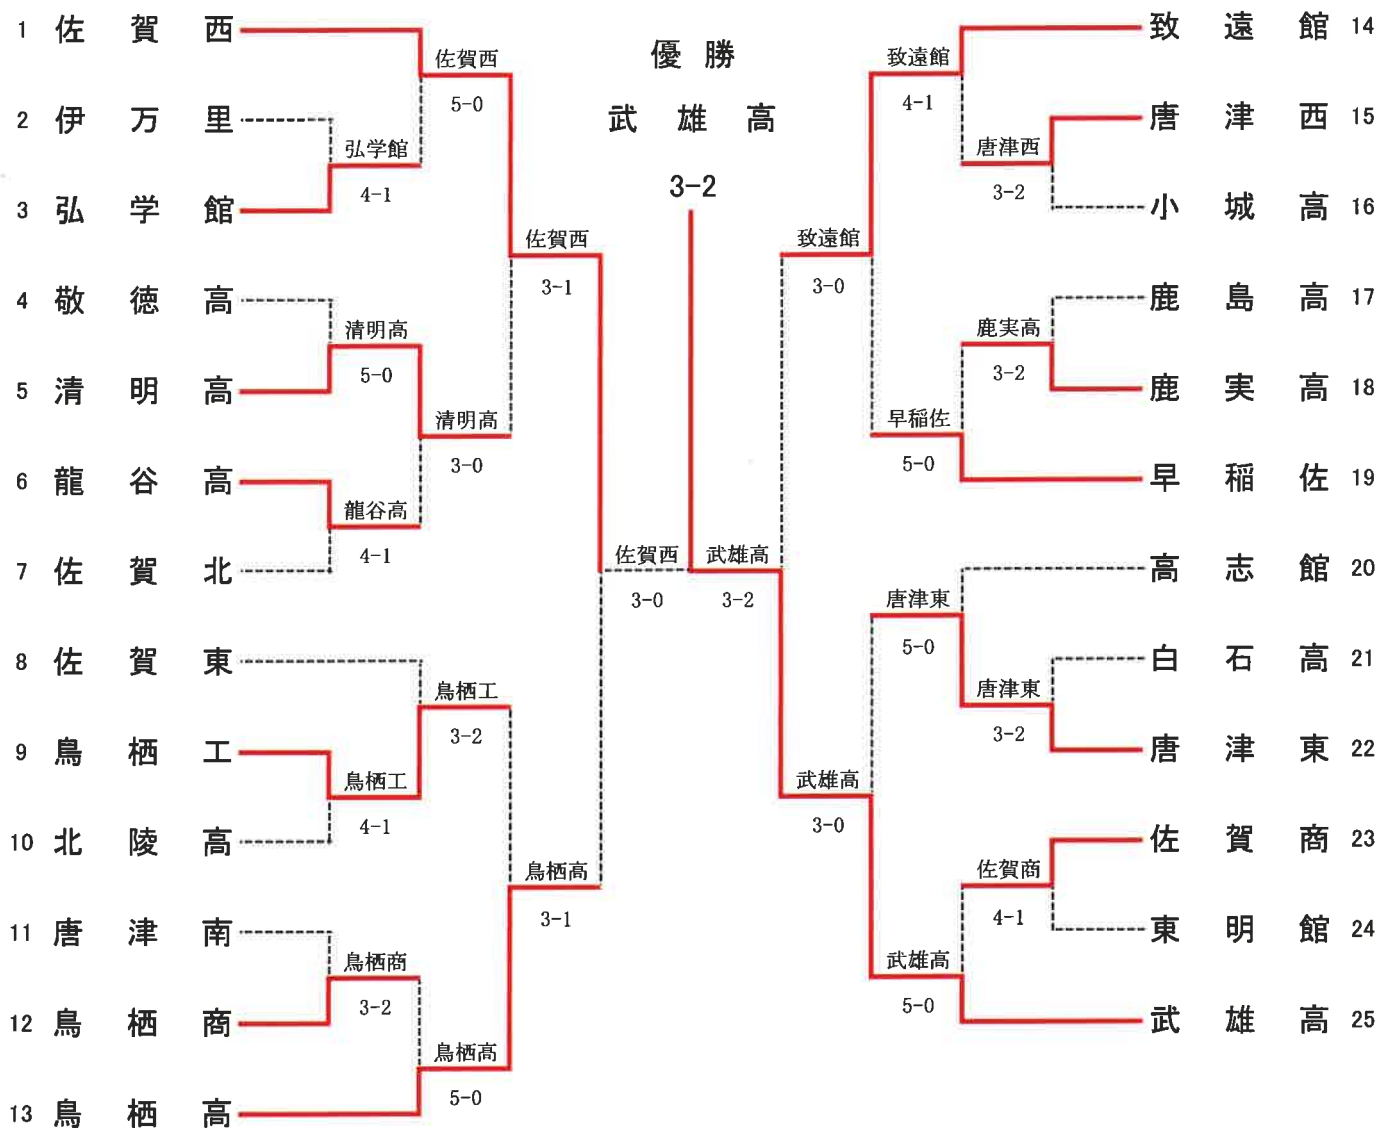 優勝
武雄高
3-2
1 佐賀西
2 伊万里
3 弘学館
4 敬徳高
5 清明高
6 龍谷高
7 佐賀北
8 佐賀東
9 鳥栖工
10 北陵高
11 唐津南
12 鳥栖商
13 鳥栖高
弘学館
4-1
清明高
5-0
龍谷高
4-1
鳥栖工
4-1
鳥栖商
3-2
佐賀西
5-0
清明高
3-0
鳥栖工
3-2
鳥栖高
5-0
佐賀西
3-1
鳥栖高
3-1
佐賀西
3-0
武雄高
3-2
致遠館
3-0
武雄高
3-0
致遠館
4-1
早稲佐
5-0
唐津東
5-0
武雄高
5-0
唐津西
3-2
鹿実高
3-2
唐津東
3-2
佐賀商
4-1
致遠館 14
唐津西 15
小城高 16
鹿島高 17
鹿実高 18
早稲佐 19
高志館 20
白石高 21
唐津東 22
佐賀商 23
東明館 24
武雄高 25